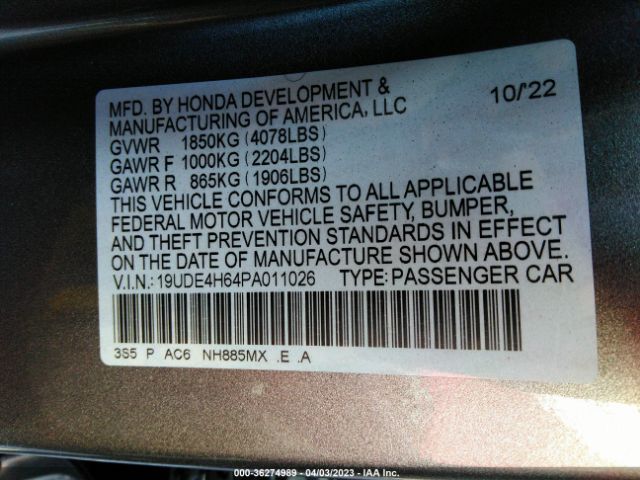 MFD. BY HONDA DEVELOPMENT & 10/'22
MANUFACTURING OF AMERICA, LLC
GVWR 1850KG (4078LBS)
GAWR F 1000KG (2204LBS)
GAWR R 865KG (1906LBS)
THIS VEHICLE CONFORMS TO ALL APPLICABLE
FEDERAL MOTOR VEHICLE SAFETY, BUMPER,
AND THEFT PREVENTION STANDARDS IN EFFECT
ON THE DATE OF MANUFACTURE SHOWN ABOVE.
V.I.N.: 19UDE4H64PA011026 TYPE: PASSENGER CAR
3S5 P AC6 NH885MX .E .A
000-36274989 - 04/03/2023 - IAA Inc.